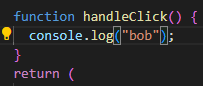 function handleClick() {
console.log("bob");
}
return (